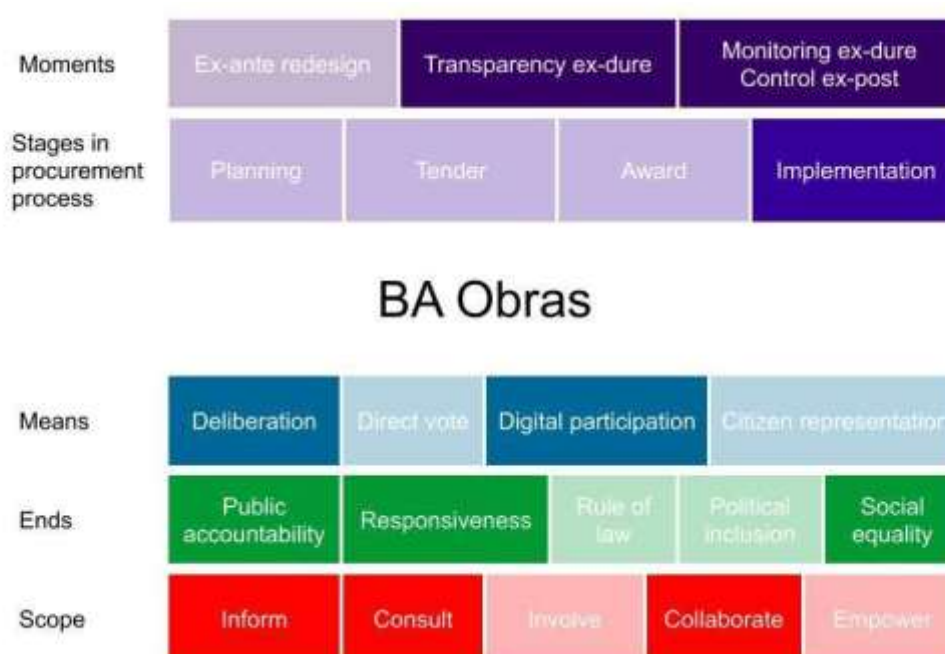 Moments
Ex-ante redesign
Transparency ex-dure
Monitoring ex-dure
Control ex-post
Stages in
procurement
process
Planning
Tender
Award
Implementation
BA Obras
Means
Deliberation
Direct vote
Digital participation
Citizen representation
Ends
Public
accountability
Responsiveness
Rule of
law
Political
inclusion
Social
equality
Scope
Inform
Consult
Involve
Collaborate
Empower